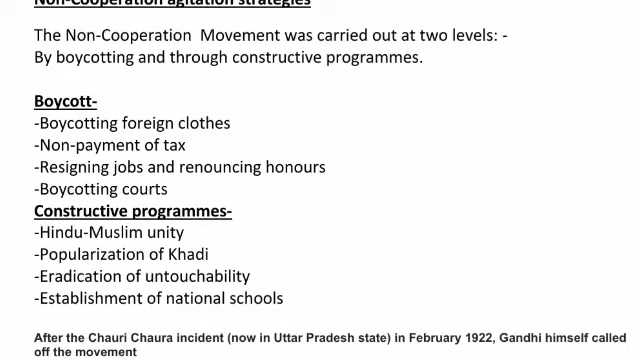 Non-Cooperation agitation strategies
The Non-Cooperation  Movement was carried out at two levels: -
By boycotting and through constructive programmes.
Boycott-
-Boycotting foreign clothes
-Non-payment of tax
-Resigning jobs and renouncing honours
-Boycotting courts
Constructive programmes-
-Hindu-Muslim unity
-Popularization of Khadi
-Eradication of untouchability
-Establishment of national schools
After the Chauri Chaura incident (now in Uttar Pradesh state) in February 1922, Gandhi himself called
off the movement